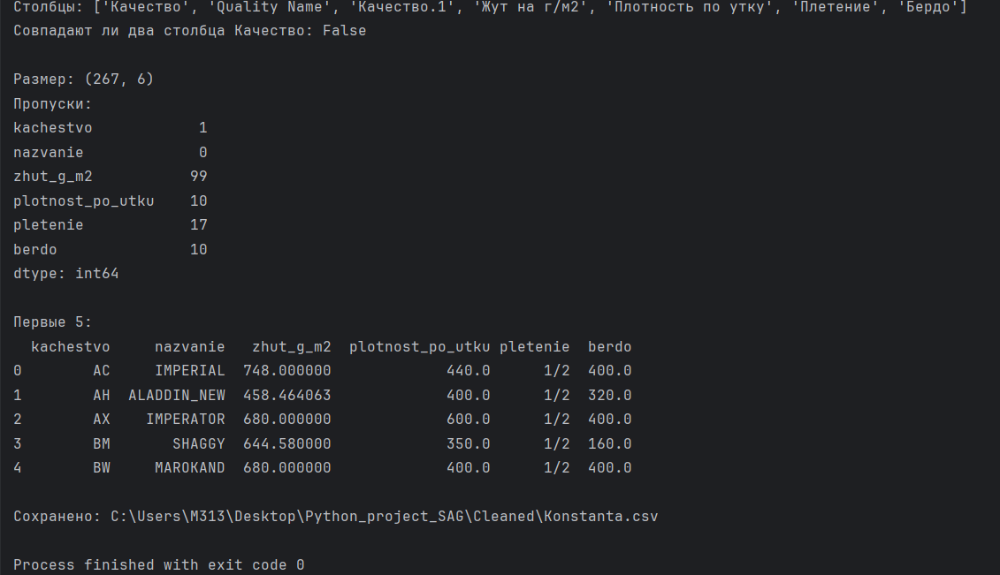 Столбцы: ['Качество', 'Quality Name', 'Качество.1', 'Жут на г/м2', 'Плотность по утку', 'Плетение', 'Бердо']
Совпадают ли два столбца Качество: False
Размер: (267, 6)
Пропуски:
kachestvo 1
nazvanie 0
zhut_g_m2 99
plotnost_po_utku 10
pletenie 17
berdo 10
dtype: int64
Первые 5:
kachestvo nazvanie zhut_g_m2 plotnost_po_utku pletenie berdo
0 AC IMPERIAL 748.000000 440.0 1/2 400.0
1 AH ALADDIN_NEW 458.464063 400.0 1/2 320.0
2 AX IMPERATOR 680.000000 600.0 1/2 400.0
3 BM SHAGGY 644.580000 350.0 1/2 160.0
4 BW MAROKAND 680.000000 400.0 1/2 400.0
Сохранено: C:\Users\M313\Desktop\Python_project_SAG\Cleaned\Konstanta.csv
Process finished with exit code 0